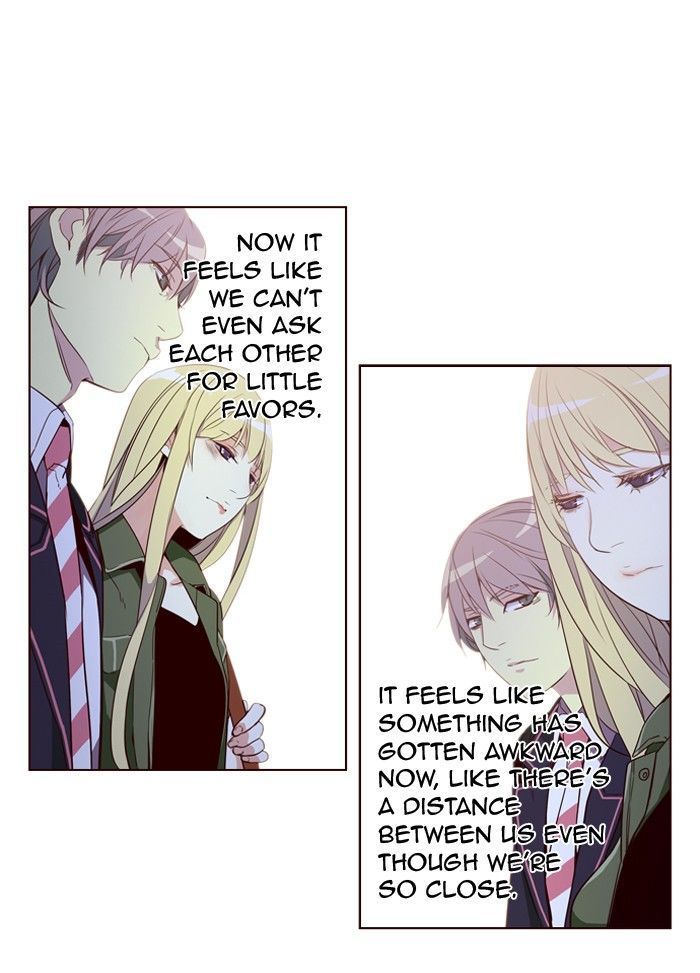 NOW IT
FEELS LIKE
WE CAN'T
EVEN ASK
EACH OTHER
FOR LITTLE
FAVORS.
IT FEELS LIKE
SOMETHING HAS
GOTTEN AWKWARD
NOW, LIKE THERE'S
A DISTANCE
BETWEEN US EVEN
THOUGH WE'RE
SO CLOSE.